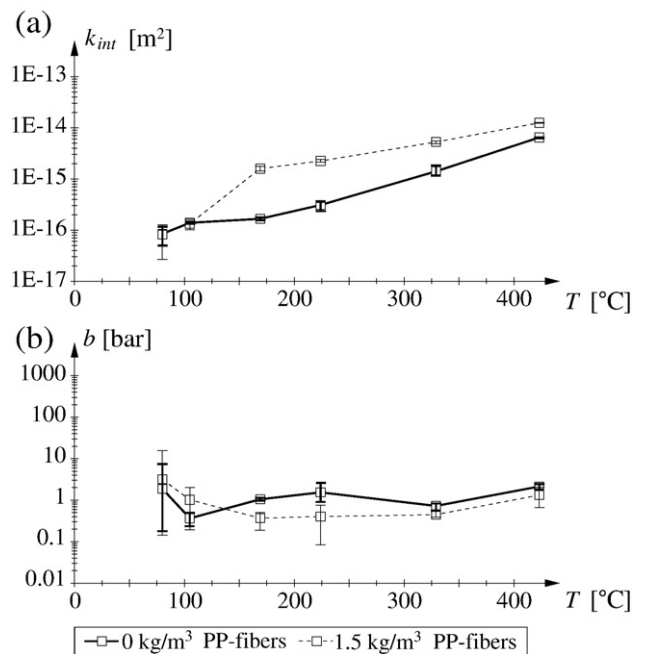 (a)
k_int [m²]
1E-13
1E-14
1E-15
1E-16
1E-17
0 100 200 300 400 T [°C]
(b)
b [bar]
1000
100
10
1
0.1
0.01
0 100 200 300 400 T [°C]
0 kg/m³ PP-fibers 1.5 kg/m³ PP-fibers